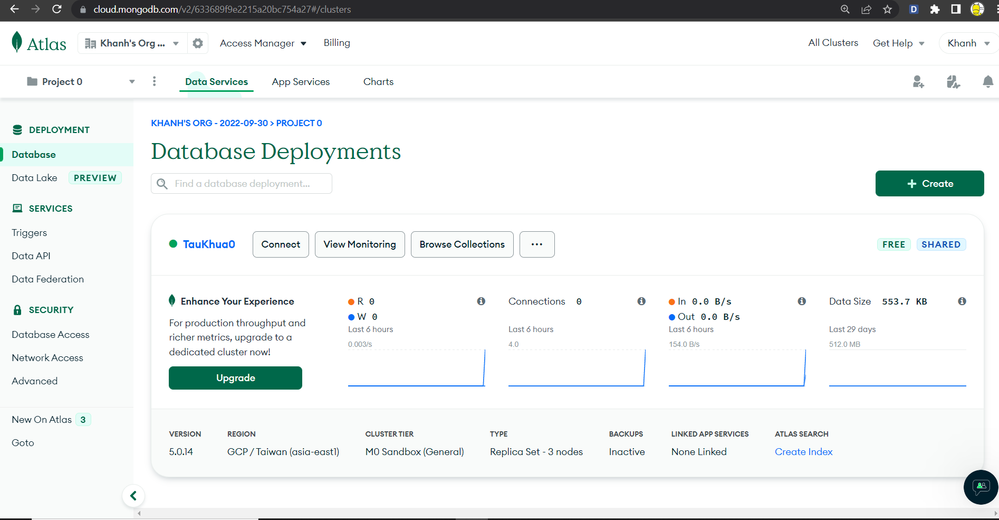 cloud.mongodb.com/v2/633689f9e2215a20bc754a27#/clusters
D
Atlas
Khanh's Org ...
Access Manager
Billing
All Clusters
Get Help
Khanh
Project 0
Data Services
App Services
Charts
DEPLOYMENT
Database
Data Lake PREVIEW
SERVICES
Triggers
Data API
Data Federation
SECURITY
Database Access
Network Access
Advanced
New On Atlas 3
Goto
KHANH'S ORG - 2022-09-30 > PROJECT 0
Database Deployments
Find a database deployment...
+ Create
TauKhua0
Connect
View Monitoring
Browse Collections
...
FREE
SHARED
Enhance Your Experience
For production throughput and
richer metrics, upgrade to a
dedicated cluster now!
Upgrade
R 0
W 0
Last 6 hours
0.003/s
Connections 0
Last 6 hours
4.0
In 0.0 B/s
Out 0.0 B/s
Last 6 hours
154.0 B/s
Data Size 553.7 KB
Last 29 days
512.0 MB
VERSION
5.0.14
REGION
GCP / Taiwan (asia-east1)
CLUSTER TIER
M0 Sandbox (General)
TYPE
Replica Set - 3 nodes
BACKUPS
Inactive
LINKED APP SERVICES
None Linked
ATLAS SEARCH
Create Index